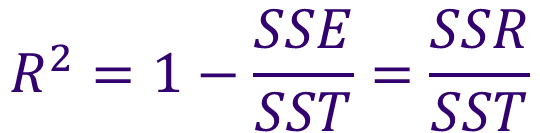 R² = 1 − SSE/SST = SSR/SST